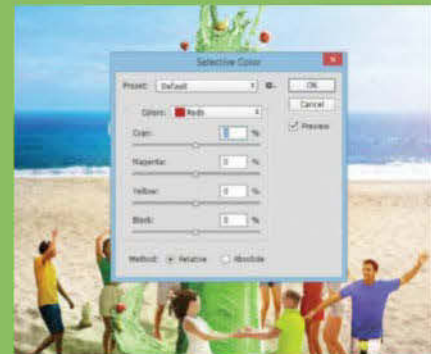 Selective Color
Preset: Default OK
Cancel
Colors: Reds Preview
Cyan: 0 %
Magenta: 0 %
Yellow: 0 %
Black: 0 %
Method: Relative Absolute